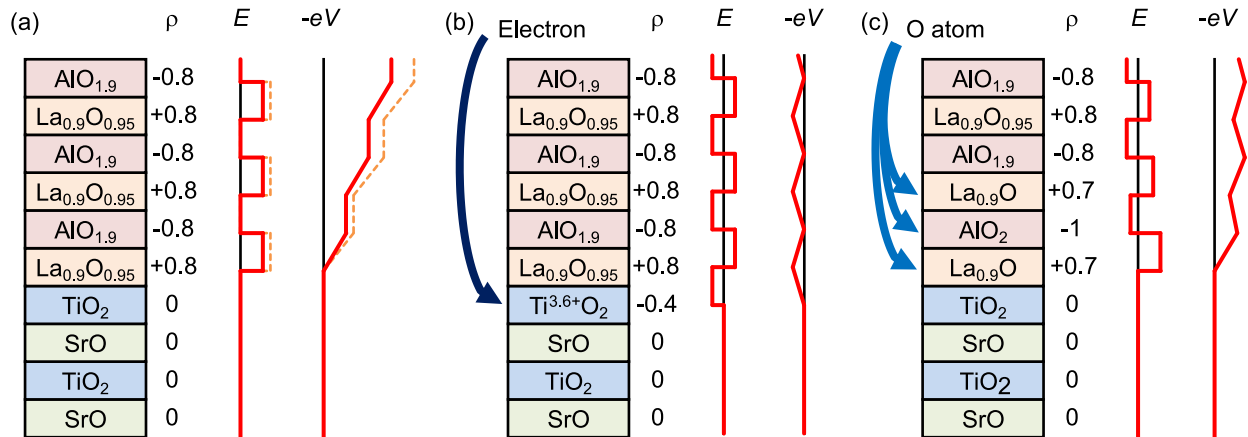 (a) ρ E -eV (b) Electron ρ E -eV (c) O atom ρ E -eV
AlO1.9 -0.8 AlO1.9 -0.8 AlO1.9 -0.8
La0.9O0.95 +0.8 La0.9O0.95 +0.8 La0.9O0.95 +0.8
AlO1.9 -0.8 AlO1.9 -0.8 AlO1.9 -0.8
La0.9O0.95 +0.8 La0.9O0.95 +0.8 La0.9O +0.7
AlO1.9 -0.8 AlO1.9 -0.8 AlO2 -1
La0.9O0.95 +0.8 La0.9O0.95 +0.8 La0.9O +0.7
TiO2 0 Ti3.6+O2 -0.4 TiO2 0
SrO 0 SrO 0 SrO 0
TiO2 0 TiO2 0 TiO2 0
SrO 0 SrO 0 SrO 0